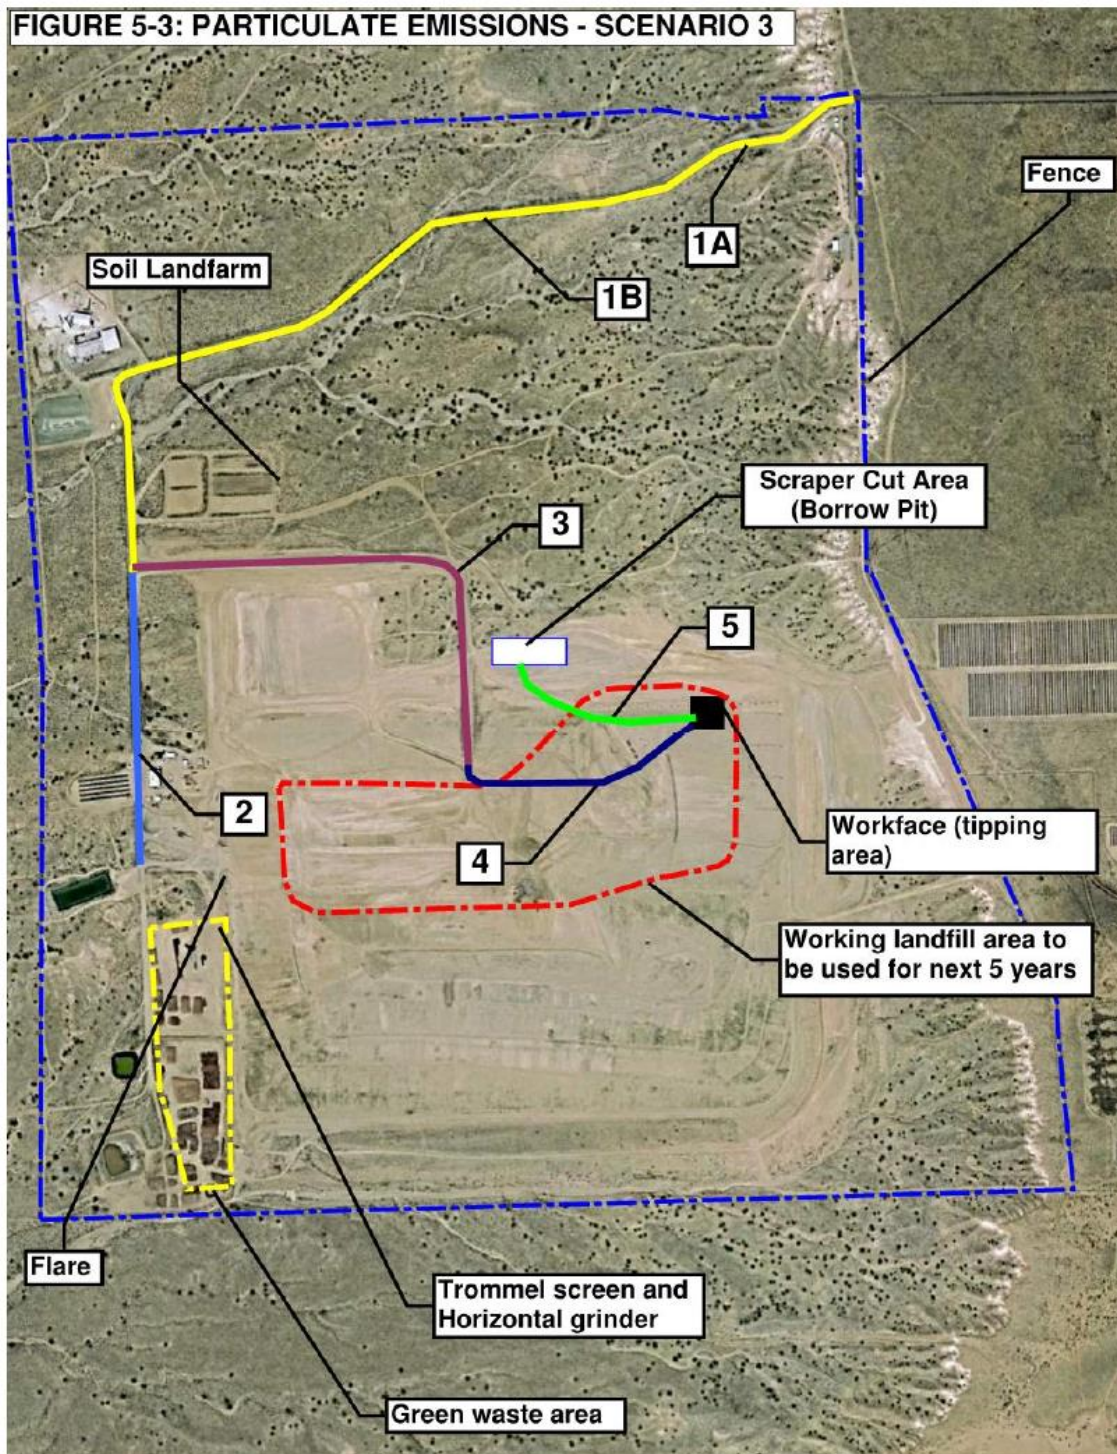 FIGURE 5-3: PARTICULATE EMISSIONS - SCENARIO 3
Fence
1A
Soil Landfarm
1B
Scraper Cut Area
(Borrow Pit)
3
5
2
Workface (tipping
area)
4
Working landfill area to
be used for next 5 years
Flare
Trommel screen and
Horizontal grinder
Green waste area